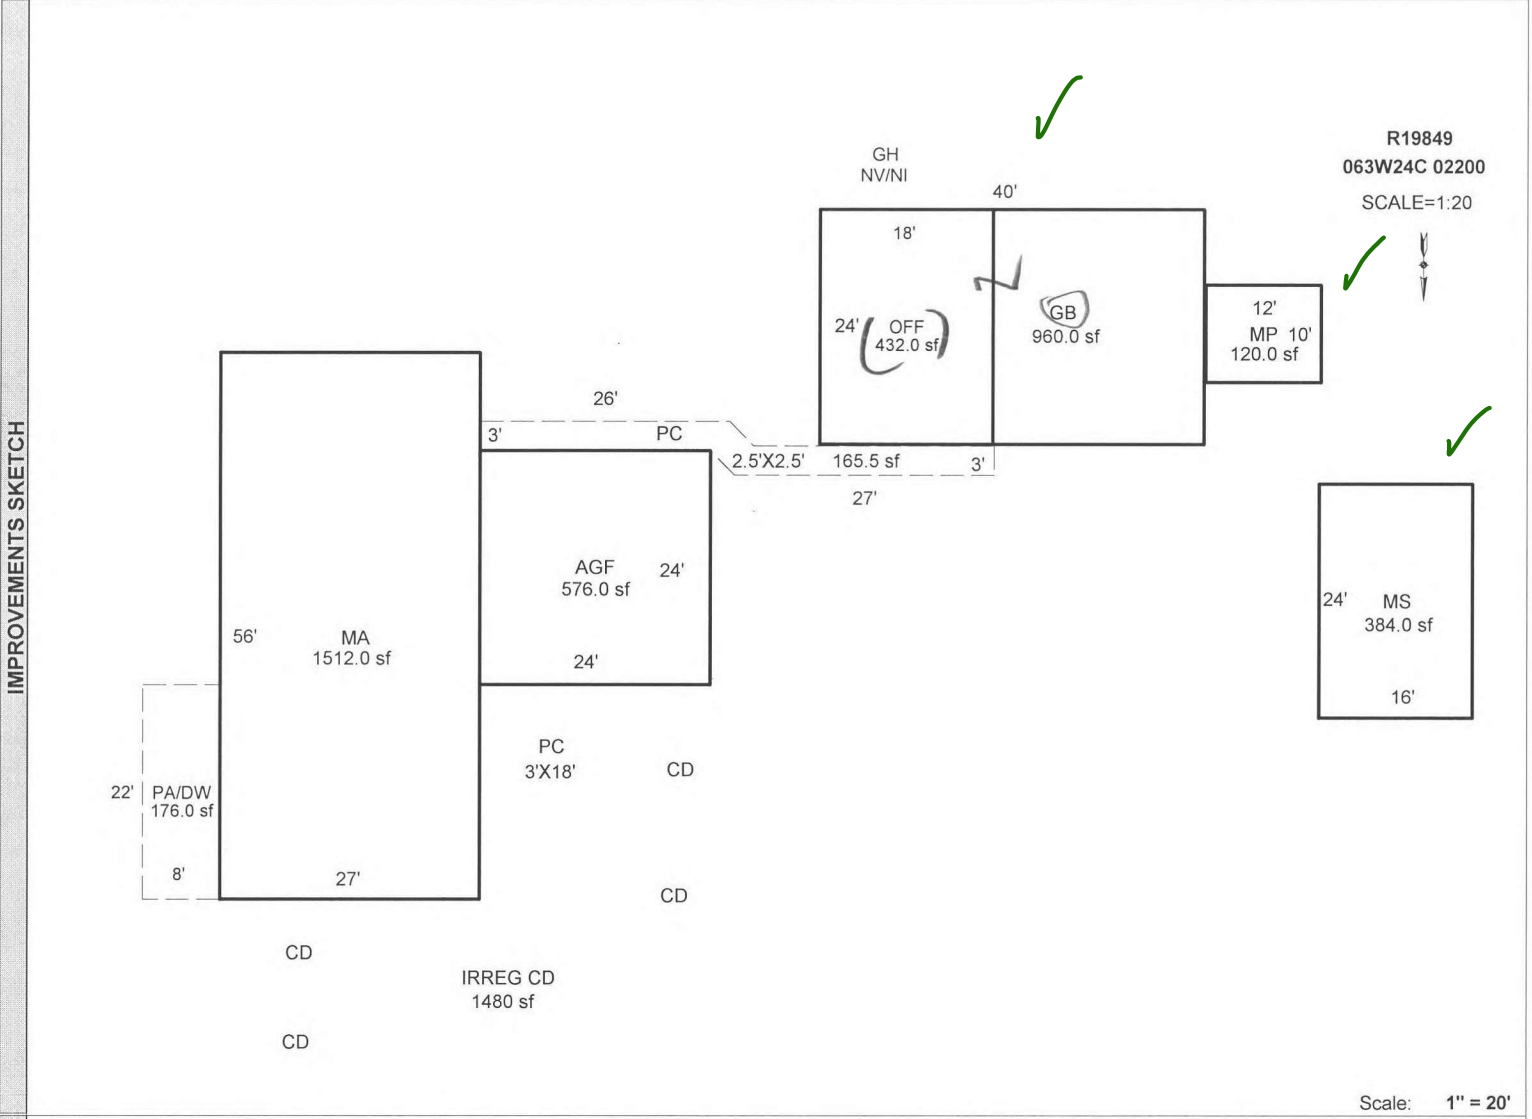 IMPROVEMENTS SKETCH
R19849
063W24C 02200
SCALE=1:20
GH
NV/NI
40'
18'
24'
OFF
432.0 sf
GB
960.0 sf
12'
MP 10'
120.0 sf
26'
3'
PC
2.5'X2.5'
165.5 sf
3'
27'
AGF
576.0 sf
24'
24'
56'
MA
1512.0 sf
24'
MS
384.0 sf
16'
PC
3'X18'
CD
22'
PA/DW
176.0 sf
8'
27'
CD
CD
IRREG CD
1480 sf
CD
Scale: 1" = 20'